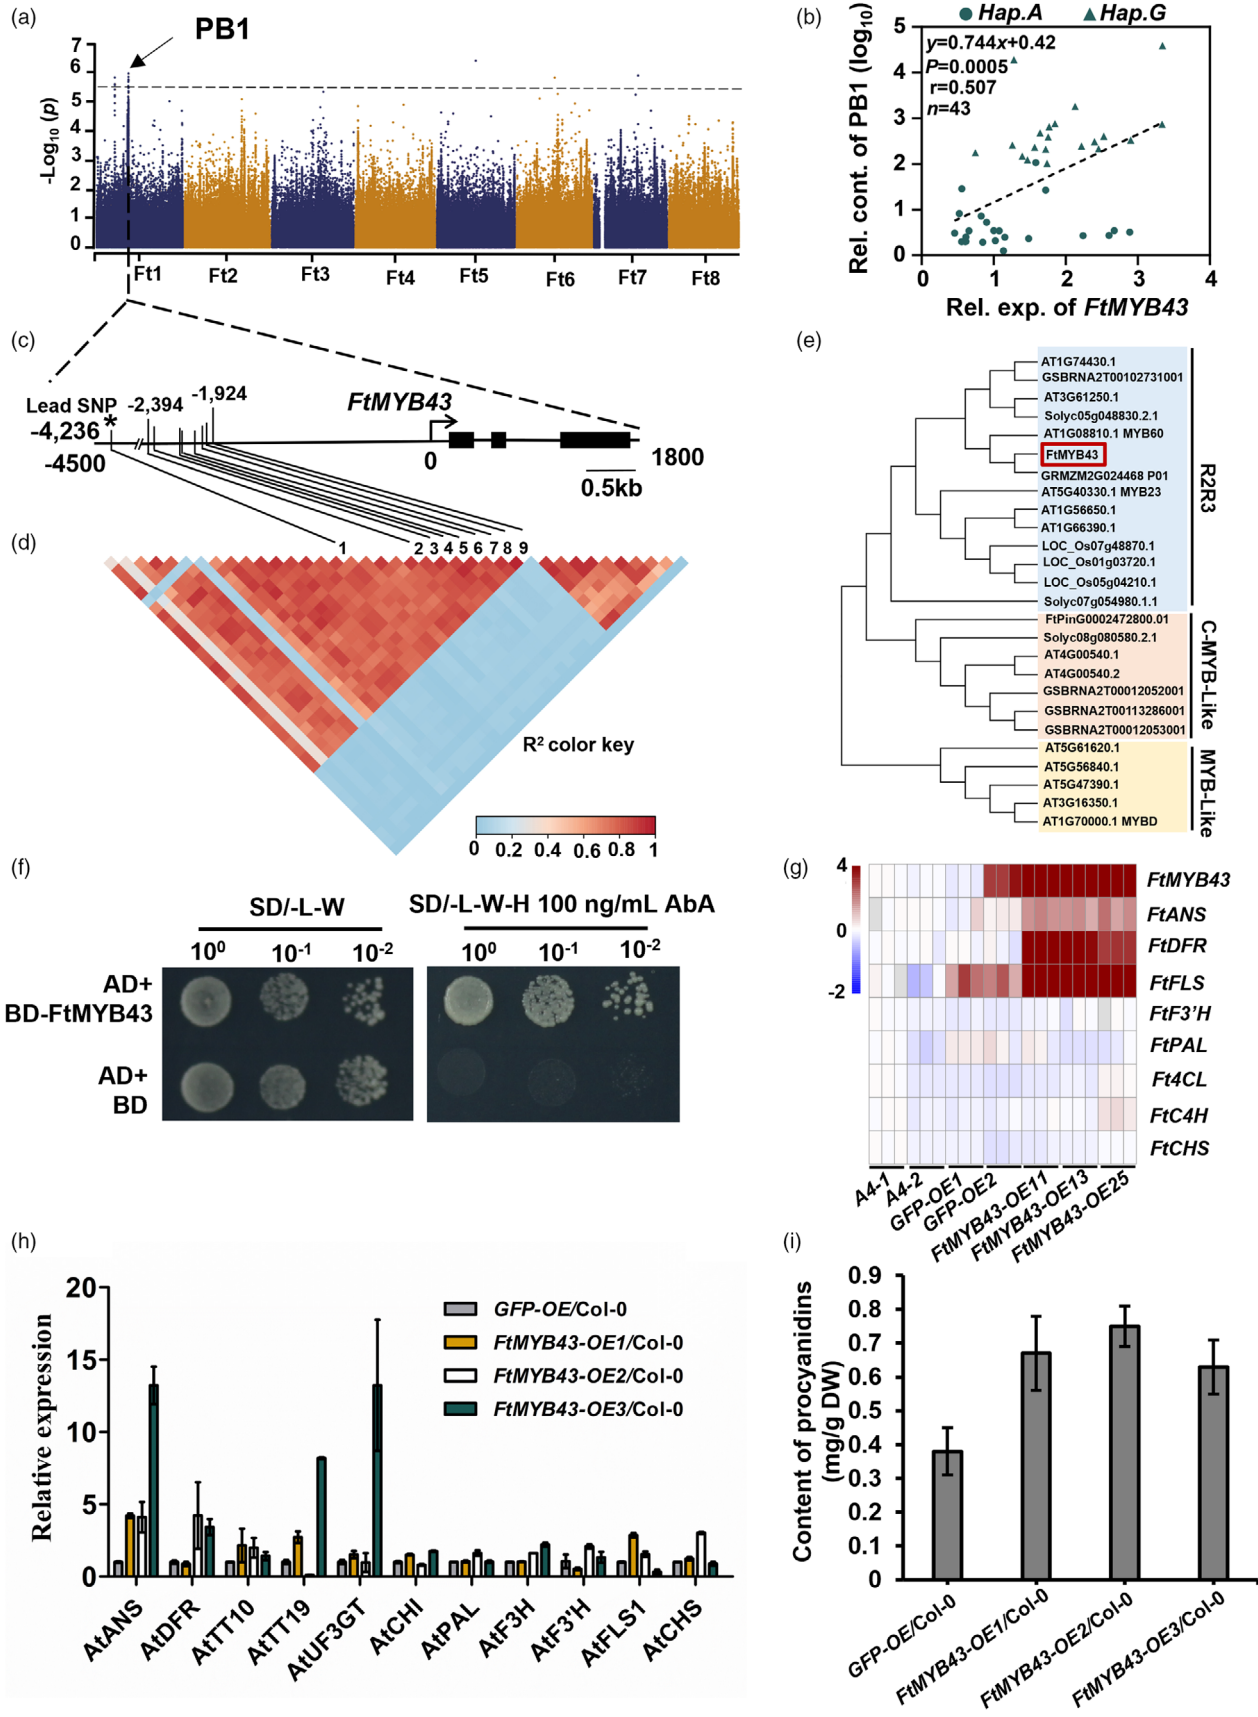 (a)
PB1
-Log10 (p)
7
6
5
4
3
2
1
0
Ft1 Ft2 Ft3 Ft4 Ft5 Ft6 Ft7 Ft8
(b)
Hap.A Hap.G
y=0.744x+0.42
P=0.0005
r=0.507
n=43
Rel. cont. of PB1 (log10)
5
4
3
2
1
0
0 1 2 3 4
Rel. exp. of FtMYB43
(c)
Lead SNP
-4,236
*
-2,394
-1,924
FtMYB43
-4500
0
1800
0.5kb
(d)
1 2 3 4 5 6 7 8 9
R2 color key
0 0.2 0.4 0.6 0.8 1
(e)
AT1G74430.1
GSBRNA2T00102731001
AT3G61250.1
Solyc05g048830.2.1
AT1G08810.1 MYB60
FtMYB43
GRMZM2G024468 P01
AT5G40330.1 MYB23
AT1G56650.1
AT1G66390.1
LOC_Os07g48870.1
LOC_Os01g03720.1
LOC_Os05g04210.1
Solyc07g054980.1.1
FtPinG0002472800.01
Solyc08g080580.2.1
AT4G00540.1
AT4G00540.2
GSBRNA2T00012052001
GSBRNA2T00113286001
GSBRNA2T00012053001
AT5G61620.1
AT5G56840.1
AT5G47390.1
AT3G16350.1
AT1G70000.1 MYBD
R2R3
C-MYB-Like
MYB-Like
(f)
SD/-L-W
SD/-L-W-H 100 ng/mL AbA
100 10-1 10-2
100 10-1 10-2
AD+
BD-FtMYB43
AD+
BD
(g)
4
0
-2
FtMYB43
FtANS
FtDFR
FtFLS
FtF3'H
FtPAL
Ft4CL
FtC4H
FtCHS
A4-1
A4-2
GFP-OE1
GFP-OE2
FtMYB43-OE11
FtMYB43-OE13
FtMYB43-OE25
(h)
Relative expression
20
15
10
5
0
GFP-OE/Col-0
FtMYB43-OE1/Col-0
FtMYB43-OE2/Col-0
FtMYB43-OE3/Col-0
AtANS
AtDFR
AtTT10
AtTT19
AtUF3GT
AtCHI
AtPAL
AtF3H
AtF3'H
AtFLS1
AtCHS
(i)
Content of procyanidins
(mg/g DW)
0.9
0.8
0.7
0.6
0.5
0.4
0.3
0.2
0.1
0
GFP-OE/Col-0
FtMYB43-OE1/Col-0
FtMYB43-OE2/Col-0
FtMYB43-OE3/Col-0